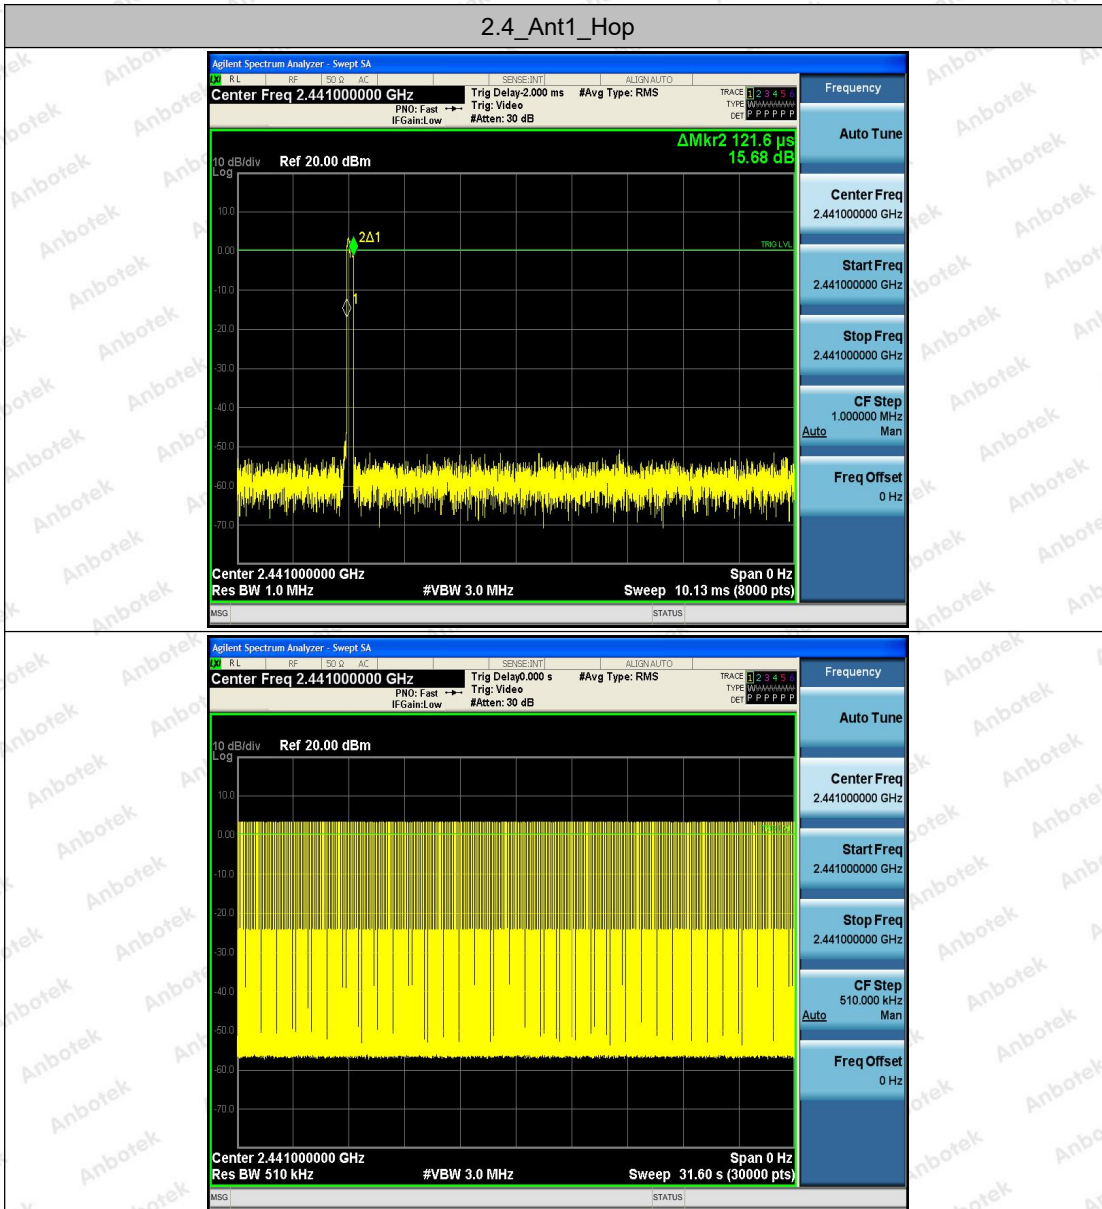 2.4_Ant1_Hop
Agilent Spectrum Analyzer - Swept SA
RL RF 50 Ω AC SENSE:INT ALIGNAUTO
Center Freq 2.441000000 GHz
PNO: Fast
IFGain:Low
Trig Delay-2.000 ms
Trig: Video
#Atten: 30 dB
#Avg Type: RMS
TRACE 1 2 3 4 5 6
TYPE
DET P P P P P P
ΔMkr2 121.6 µs
15.68 dB
10 dB/div Ref 20.00 dBm
Log
10.0
0.00
-10.0
-20.0
-30.0
-40.0
-50.0
-60.0
-70.0
2Δ1
1
TRIG LVL
Center 2.441000000 GHz Span 0 Hz
Res BW 1.0 MHz #VBW 3.0 MHz Sweep 10.13 ms (8000 pts)
MSG STATUS
Frequency
Auto Tune
Center Freq
2.441000000 GHz
Start Freq
2.441000000 GHz
Stop Freq
2.441000000 GHz
CF Step
1.000000 MHz
Auto Man
Freq Offset
0 Hz
Agilent Spectrum Analyzer - Swept SA
RL RF 50 Ω AC SENSE:INT ALIGNAUTO
Center Freq 2.441000000 GHz
PNO: Fast
IFGain:Low
Trig Delay0.000 s
Trig: Video
#Atten: 30 dB
#Avg Type: RMS
TRACE 1 2 3 4 5 6
TYPE
DET P P P P P P
10 dB/div Ref 20.00 dBm
Log
10.0
0.00
-10.0
-20.0
-30.0
-40.0
-50.0
-60.0
-70.0
Center 2.441000000 GHz Span 0 Hz
Res BW 510 kHz #VBW 3.0 MHz Sweep 31.60 s (30000 pts)
MSG STATUS
Frequency
Auto Tune
Center Freq
2.441000000 GHz
Start Freq
2.441000000 GHz
Stop Freq
2.441000000 GHz
CF Step
510.000 kHz
Auto Man
Freq Offset
0 Hz
Anbotek